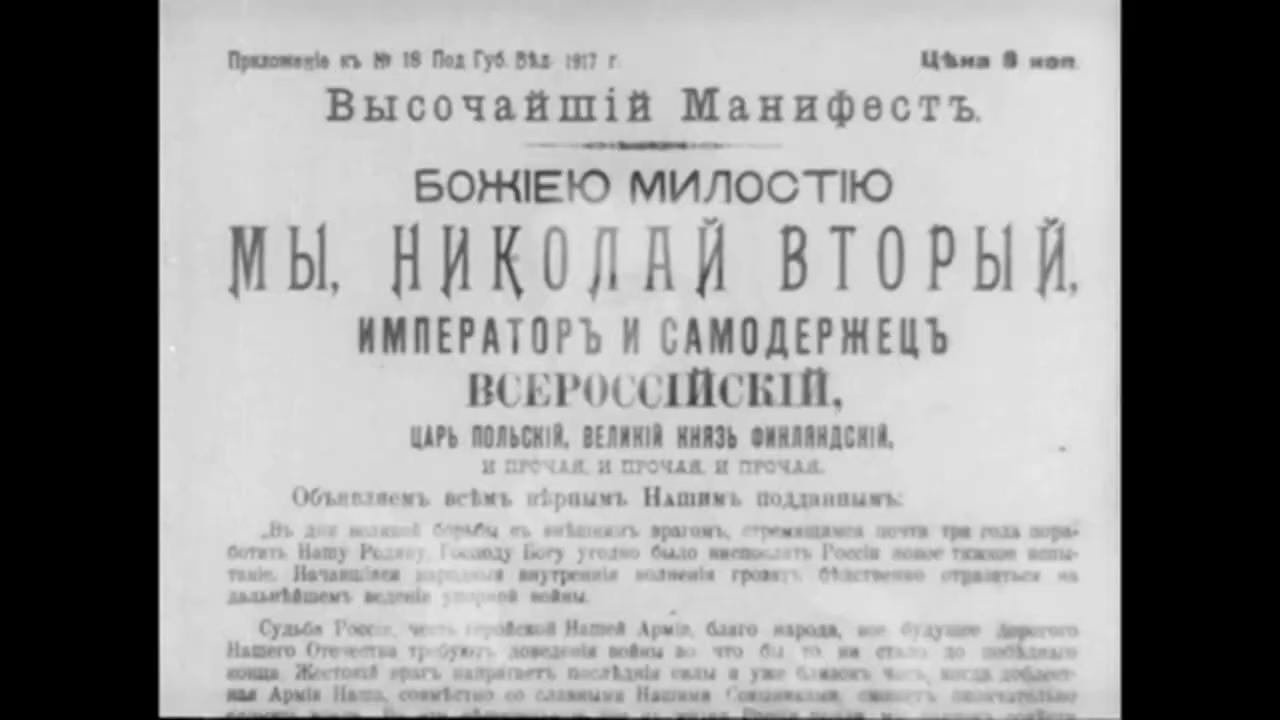 Приложеніе къ № 18 Под Губ. Вѣд 1917 г. Цѣна 8 коп.
Высочайшій Манифестъ.
БОЖІЕЮ МИЛОСТІЮ
МЫ, НИКОЛАЙ ВТОРЫЙ,
ИМПЕРАТОРЪ И САМОДЕРЖЕЦЪ
ВСЕРОССІЙСКІЙ,
ЦАРЬ ПОЛЬСКІЙ, ВЕЛИКІЙ КНЯЗЬ ФИНЛЯНДСКІЙ,
И ПРОЧАЯ, И ПРОЧАЯ, И ПРОЧАЯ.
Объявляемъ всѣмъ вѣрнымъ Нашимъ подданнымъ:
„Въ дни великой борьбы съ внѣшнимъ врагомъ, стремящимся почти три года пора-
ботить Нашу Родину, Господу Богу угодно было ниспослать Россіи новое тяжкое испы-
таніе. Начавшіяся народныя внутреннія волненія грозятъ бѣдственно отразиться на
дальнѣйшемъ веденіи упорной войны.
Судьба Россіи, честь геройской Нашей Арміи, благо народа, все будущее дорогого
Нашего Отечества требуютъ доведенія войны во что бы то ни стало до побѣднаго
конца. Жестокій врагъ напрягаетъ послѣднія силы и уже близокъ часъ, когда доблест-
ная Армія Наша, совмѣстно со славными Нашими Союзниками, сможетъ окончательно